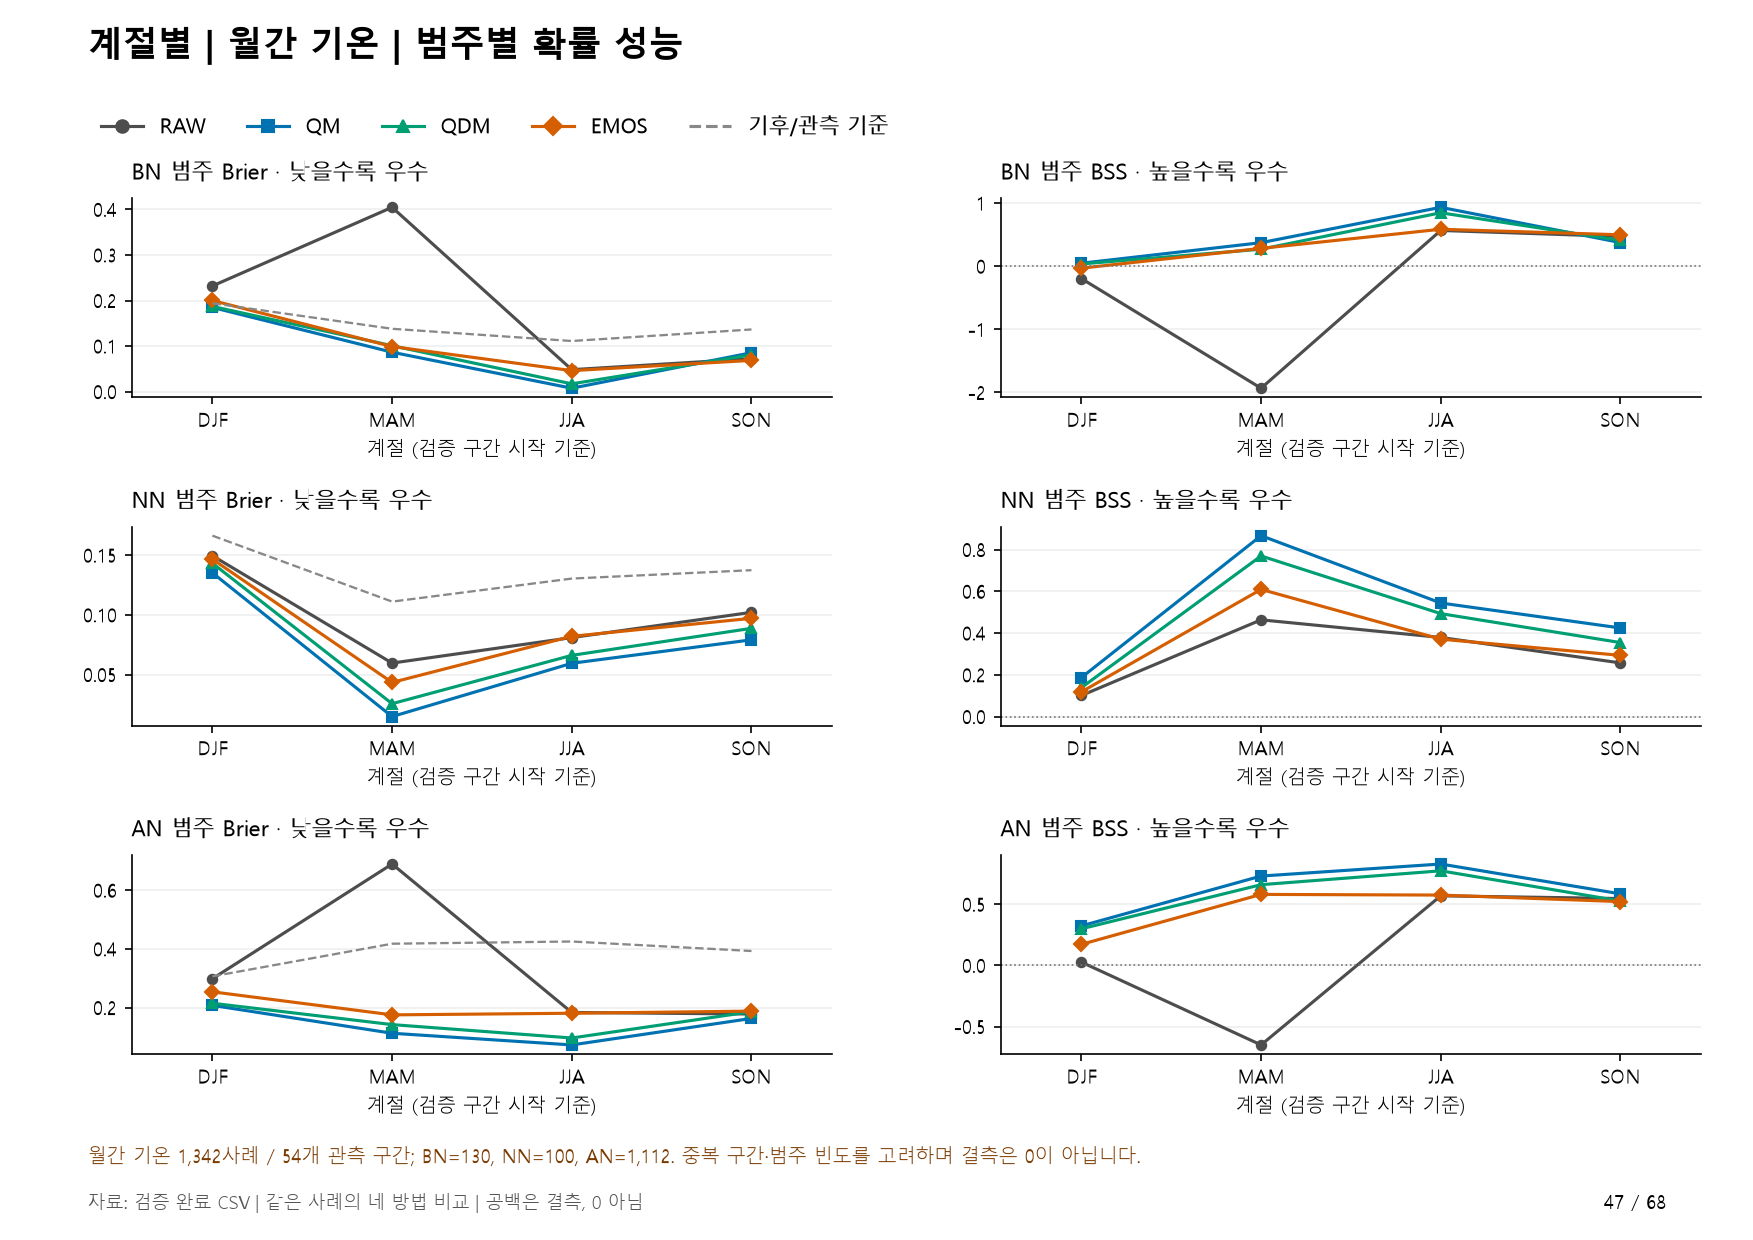 계절별 | 월간 기온 | 범주별 확률 성능
RAW QM QDM EMOS 기후/관측 기준
BN 범주 Brier · 낮을수록 우수
0.4
0.3
0.2
0.1
0.0
DJF MAM JJA SON
계절 (검증 구간 시작 기준)
BN 범주 BSS · 높을수록 우수
1
0
-1
-2
DJF MAM JJA SON
계절 (검증 구간 시작 기준)
NN 범주 Brier · 낮을수록 우수
0.15
0.10
0.05
DJF MAM JJA SON
계절 (검증 구간 시작 기준)
NN 범주 BSS · 높을수록 우수
0.8
0.6
0.4
0.2
0.0
DJF MAM JJA SON
계절 (검증 구간 시작 기준)
AN 범주 Brier · 낮을수록 우수
0.6
0.4
0.2
DJF MAM JJA SON
계절 (검증 구간 시작 기준)
AN 범주 BSS · 높을수록 우수
0.5
0.0
-0.5
DJF MAM JJA SON
계절 (검증 구간 시작 기준)
월간 기온 1,342사례 / 54개 관측 구간; BN=130, NN=100, AN=1,112. 중복 구간·범주 빈도를 고려하며 결측은 0이 아닙니다.
자료: 검증 완료 CSV | 같은 사례의 네 방법 비교 | 공백은 결측, 0 아님
47 / 68